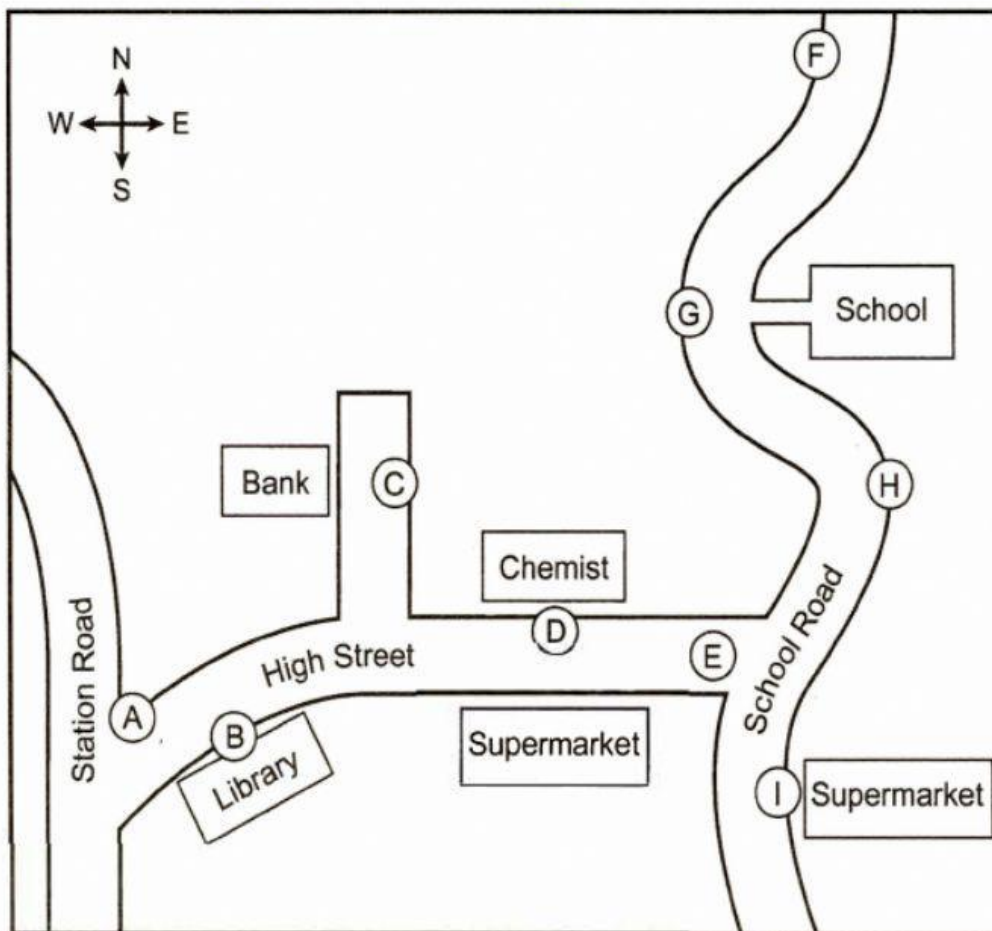 N
W E
S
F
School
G
Bank
C
H
Chemist
D
High Street
E
School Road
Station Road
A
B
Library
Supermarket
I
Supermarket